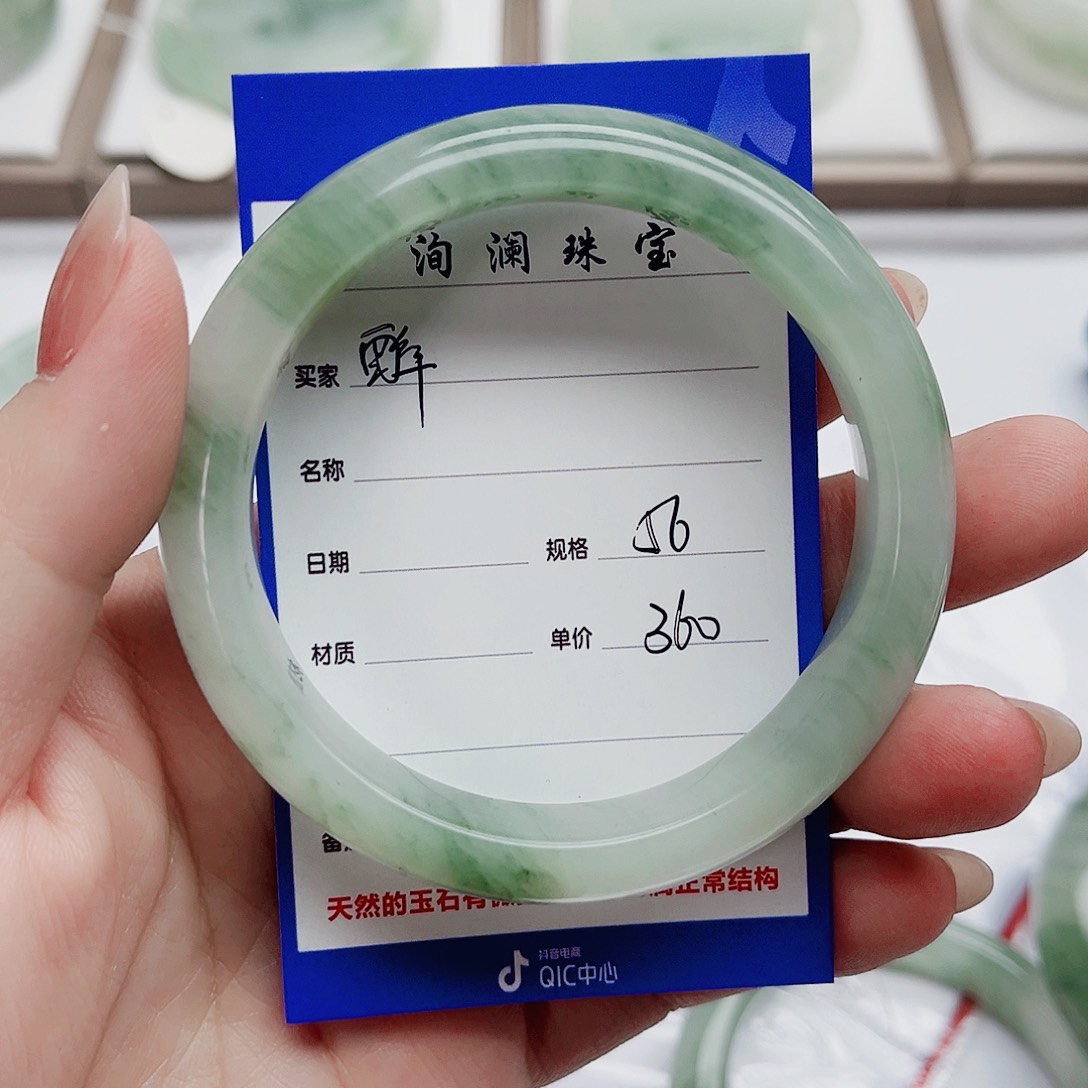 洵澜珠宝
买家
名称
日期 规格 56
材质 单价 360
备
天然的玉石有 正常结构
抖音电商
QIC中心